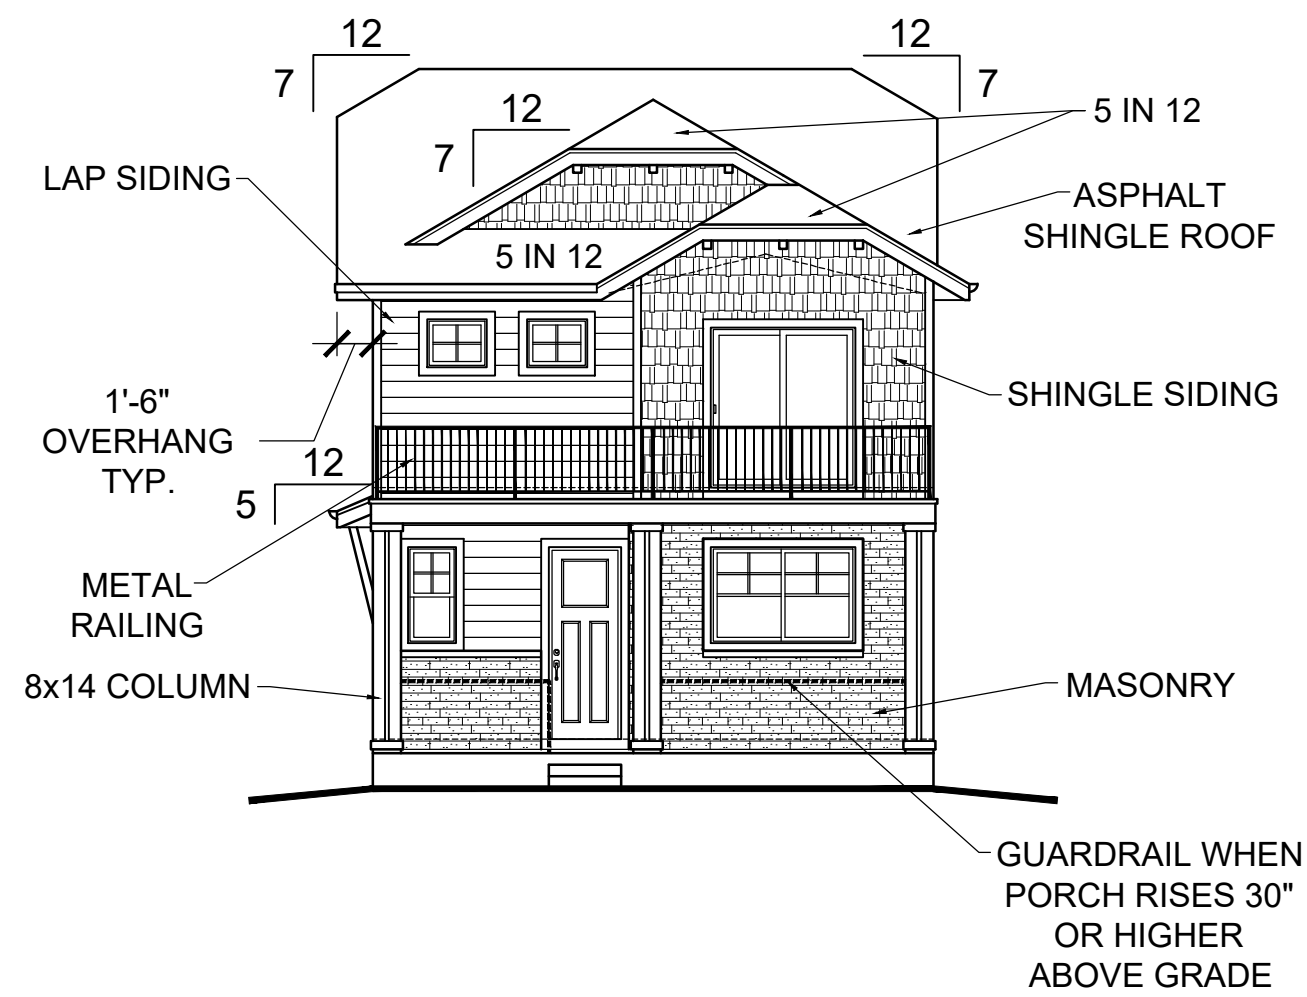 12
7
12
7
12
7
5 IN 12
LAP SIDING
ASPHALT
SHINGLE ROOF
5 IN 12
SHINGLE SIDING
1'-6"
OVERHANG
TYP.
12
5
METAL
RAILING
8x14 COLUMN
MASONRY
GUARDRAIL WHEN
PORCH RISES 30"
OR HIGHER
ABOVE GRADE